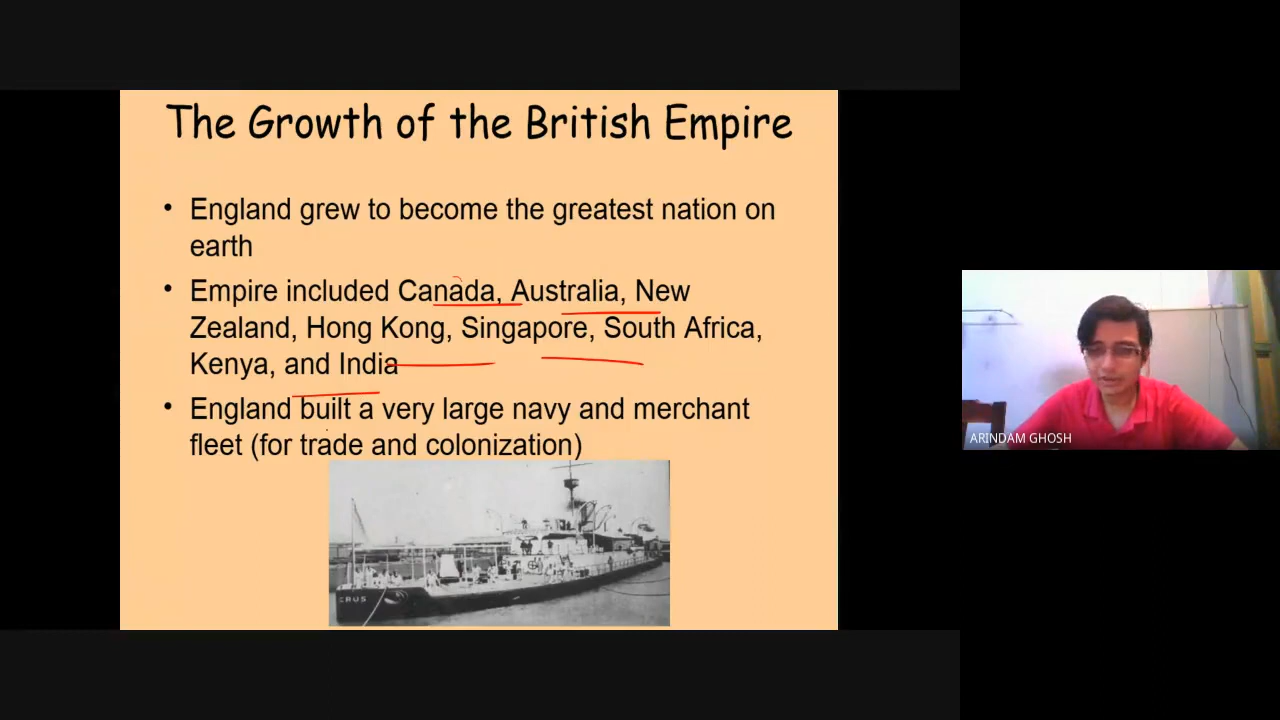 The Growth of the British Empire
• England grew to become the greatest nation on
earth
• Empire included Canada, Australia, New
Zealand, Hong Kong, Singapore, South Africa,
Kenya, and India
• England built a very large navy and merchant
fleet (for trade and colonization)
ERUS
ARINDAM GHOSH